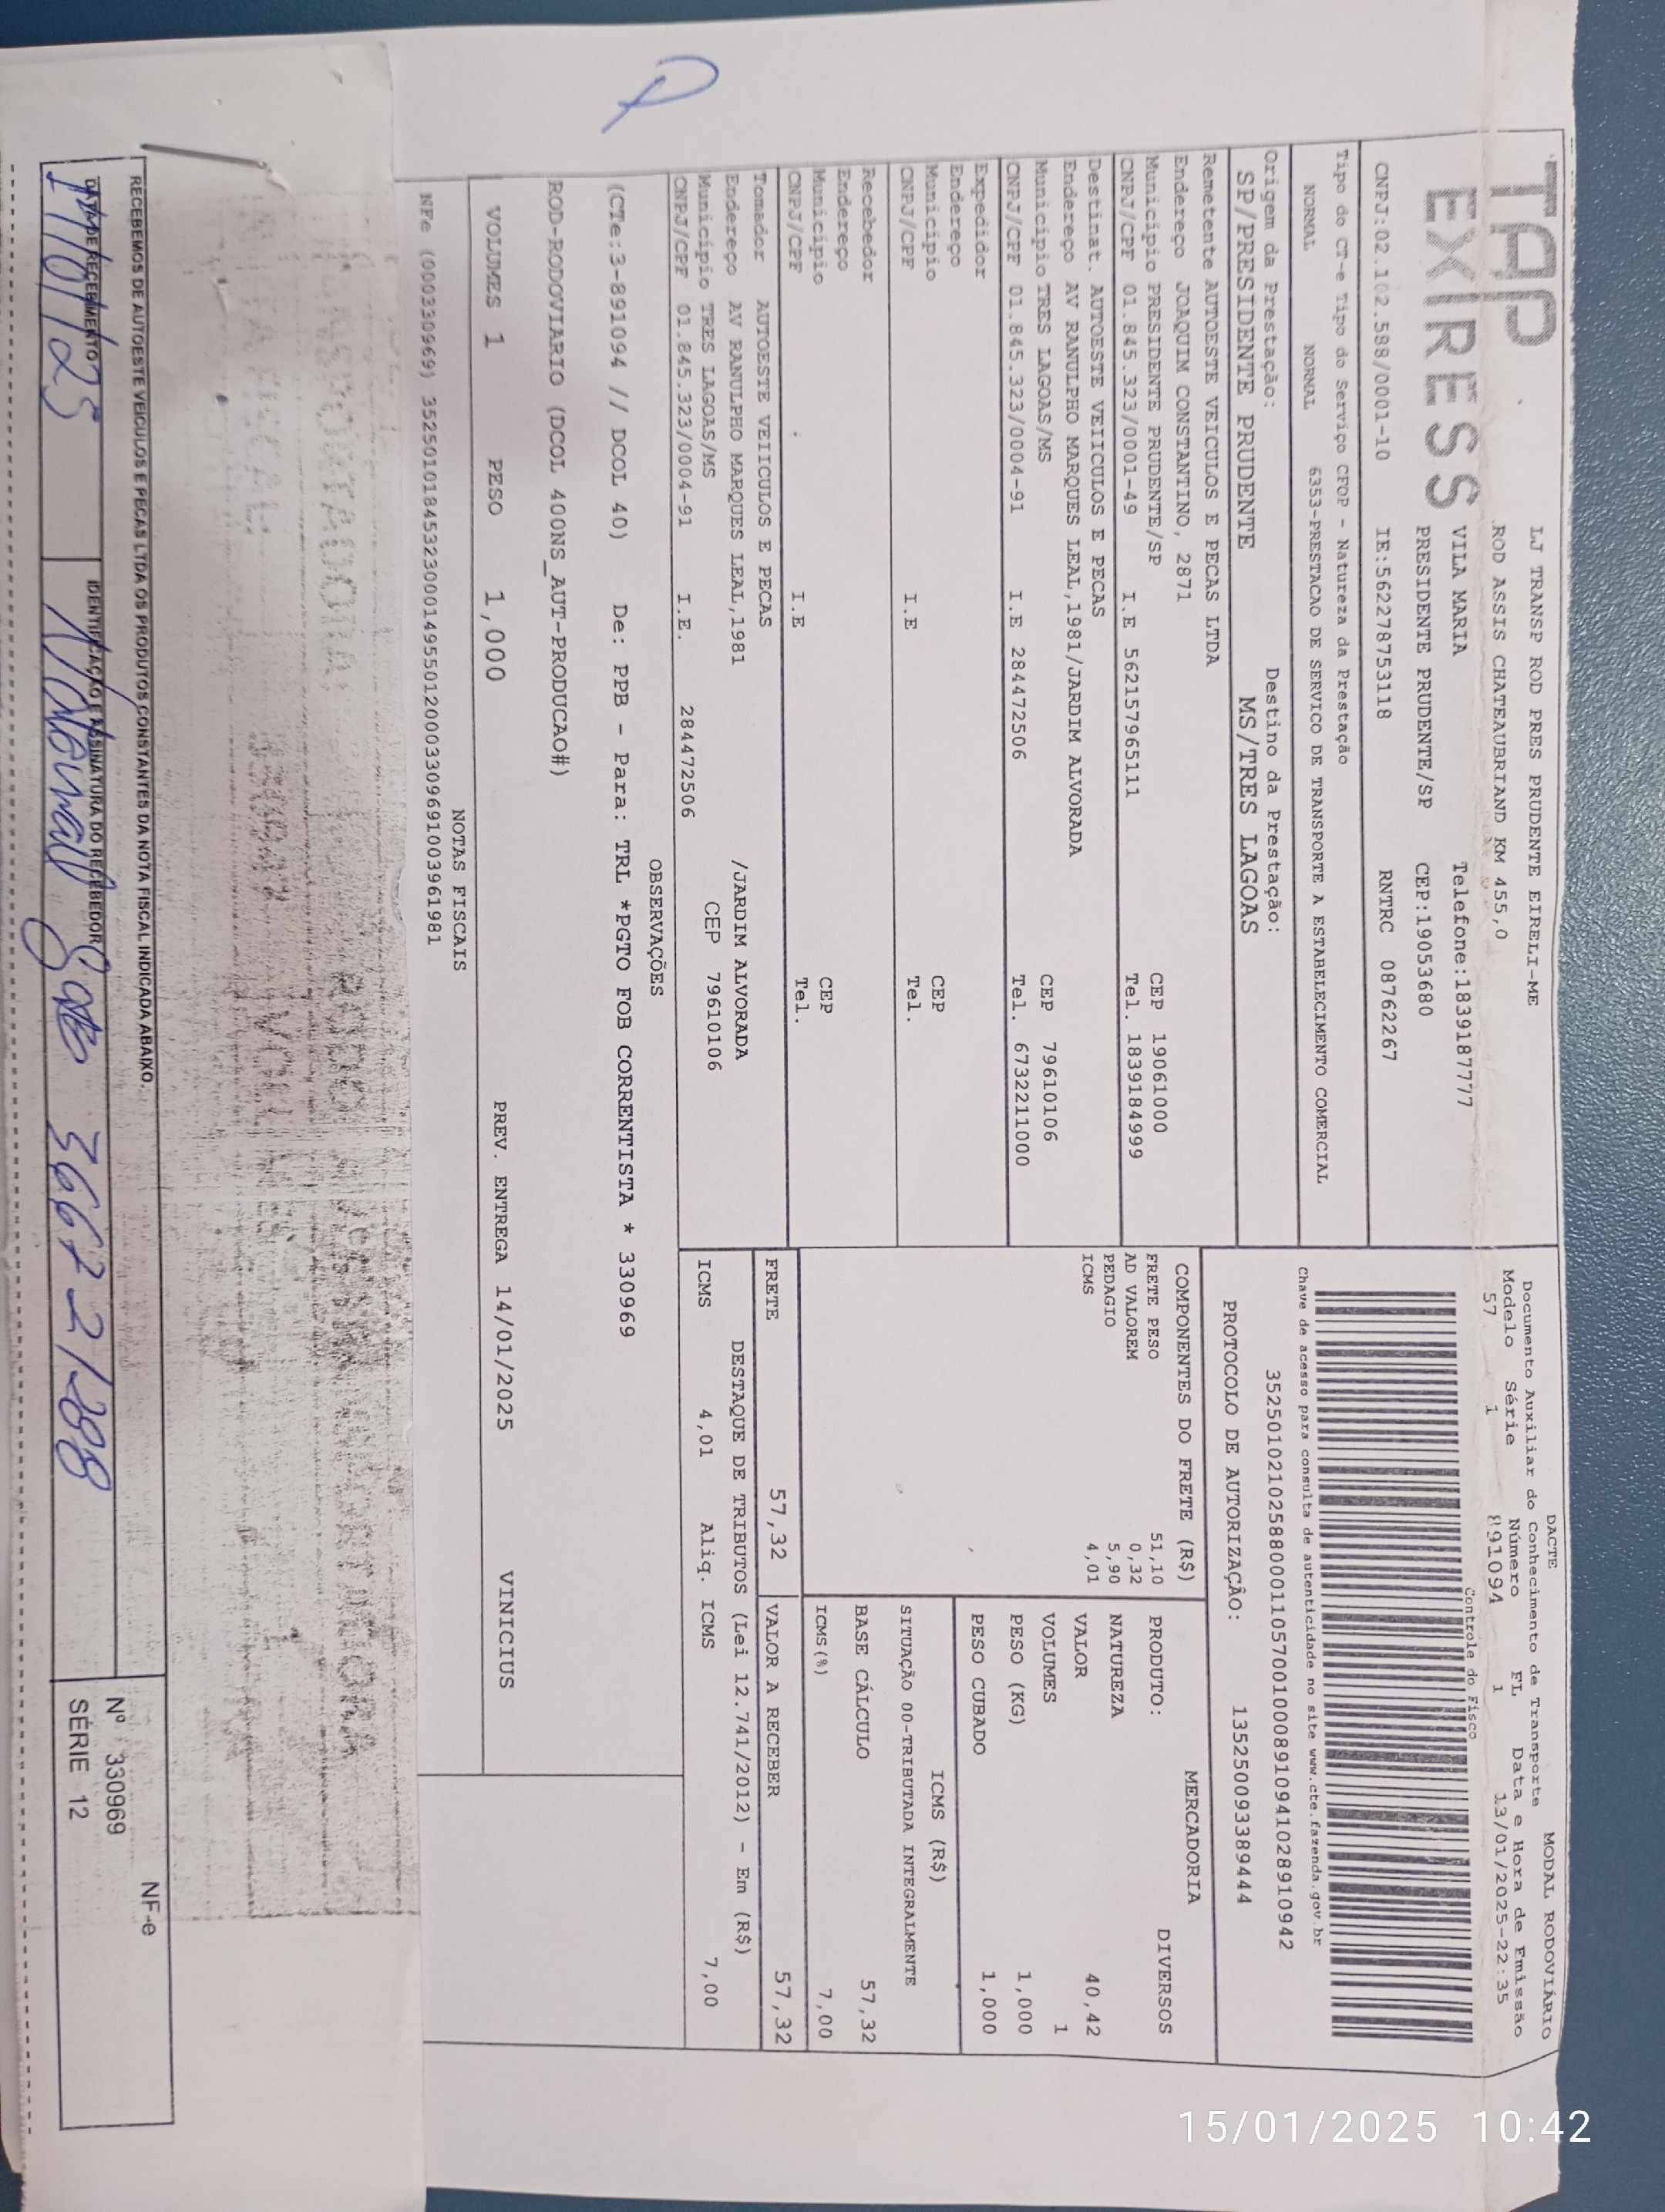 TAP
EXPRESS
LJ TRANSP ROD PRES PRUDENTE EIRELI-ME
ROD ASSIS CHATEAUBRIAND KM 455,0
VILA MARIA Telefone:1839187777
PRESIDENTE PRUDENTE/SP CEP:19053680
CNPJ:02.102.588/0001-10 IE:562278753118 RNTRC 08762267
DACTE MODAL RODOVIÁRIO
Documento Auxiliar do Conhecimento de Transporte
Modelo Série Número FL Data e Hora de Emissão
57 1 891094 1 13/01/2025-22:35
Controle do Fisco
Chave de acesso para consulta de autenticidade no site www.cte.fazenda.gov.br
35250102102588000110570010008910941028910942
PROTOCOLO DE AUTORIZAÇÃO: 135250093389444
Tipo do CT-e Tipo do Serviço CFOP - Natureza da Prestação
NORMAL NORMAL 6353-PRESTACAO DE SERVICO DE TRANSPORTE A ESTABELECIMENTO COMERCIAL
Origem da Prestação: Destino da Prestação:
SP/PRESIDENTE PRUDENTE MS/TRES LAGOAS
Remetente AUTOESTE VEICULOS E PECAS LTDA
Endereço JOAQUIM CONSTANTINO, 2871
Município PRESIDENTE PRUDENTE/SP CEP 19061000
CNPJ/CPF 01.845.323/0001-49 I.E 562157965111 Tel. 1839184999
Destinat. AUTOESTE VEIICULOS E PECAS
Endereço AV RANULPHO MARQUES LEAL,1981/JARDIM ALVORADA
Município TRES LAGOAS/MS CEP 79610106
CNPJ/CPF 01.845.323/0004-91 I.E 284472506 Tel. 6732211000
Expedidor
Endereço
Município CEP
CNPJ/CPF I.E Tel.
Recebedor
Endereço
Município CEP
CNPJ/CPF I.E Tel.
Tomador AUTOESTE VEIICULOS E PECAS
Endereço AV RANULPHO MARQUES LEAL,1981 /JARDIM ALVORADA
Município TRES LAGOAS/MS CEP 79610106
CNPJ/CPF 01.845.323/0004-91 I.E. 284472506
COMPONENTES DO FRETE (R$)
FRETE PESO 51,10
AD VALOREM 0,32
PEDAGIO 5,90
ICMS 4,01
MERCADORIA
PRODUTO: DIVERSOS
NATUREZA
VALOR 40,42
VOLUMES 1
PESO (KG) 1,000
PESO CUBADO 1,000
ICMS (R$)
SITUAÇÃO 00-TRIBUTADA INTEGRALMENTE
BASE CÁLCULO 57,32
ICMS(%) 7,00
FRETE 57,32 VALOR A RECEBER 57,32
DESTAQUE DE TRIBUTOS (Lei 12.741/2012) - Em (R$)
ICMS 4,01 Aliq. ICMS 7,00
OBSERVAÇÕES
(CTe:3-891094 // DCOL 40) De: PPB - Para: TRL *PGTO FOB CORRENTISTA * 330969
ROD-RODOVIARIO (DCOL 400NS_AUT-PRODUCAO#)
VOLUMES 1 PESO 1,000 PREV. ENTREGA 14/01/2025 VINICIUS
NOTAS FISCAIS
NFe (000330969) 35250101845323000149550120003309691003961981
RECEBEMOS DE AUTOESTE VEICULOS E PECAS LTDA OS PRODUTOS CONSTANTES DA NOTA FISCAL INDICADA ABAIXO.
DATA DE RECEBIMENTO IDENTIFICAÇÃO E ASSINATURA DO RECEBEDOR
366721288
NF-e
Nº 330969
SÉRIE 12
15/01/2025 10:42